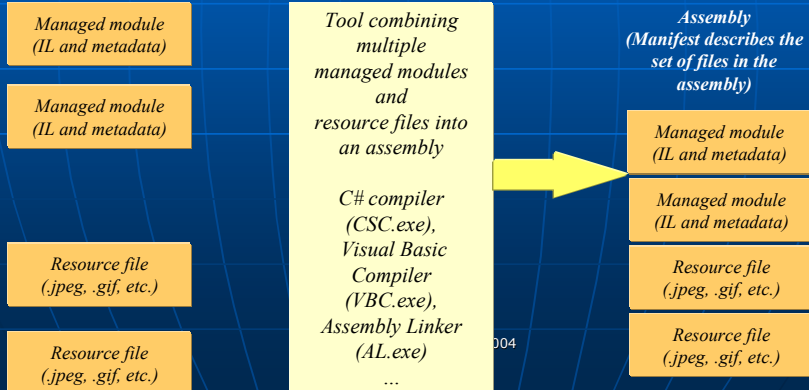 Managed module
(IL and metadata)
Managed module
(IL and metadata)
Resource file
(.jpeg, .gif, etc.)
Resource file
(.jpeg, .gif, etc.)
Tool combining
multiple
managed modules
and
resource files into
an assembly
C# compiler
(CSC.exe),
Visual Basic
Compiler
(VBC.exe),
Assembly Linker
(AL.exe)
...
004
Assembly
(Manifest describes the
set of files in the
assembly)
Managed module
(IL and metadata)
Managed module
(IL and metadata)
Resource file
(.jpeg, .gif, etc.)
Resource file
(.jpeg, .gif, etc.)